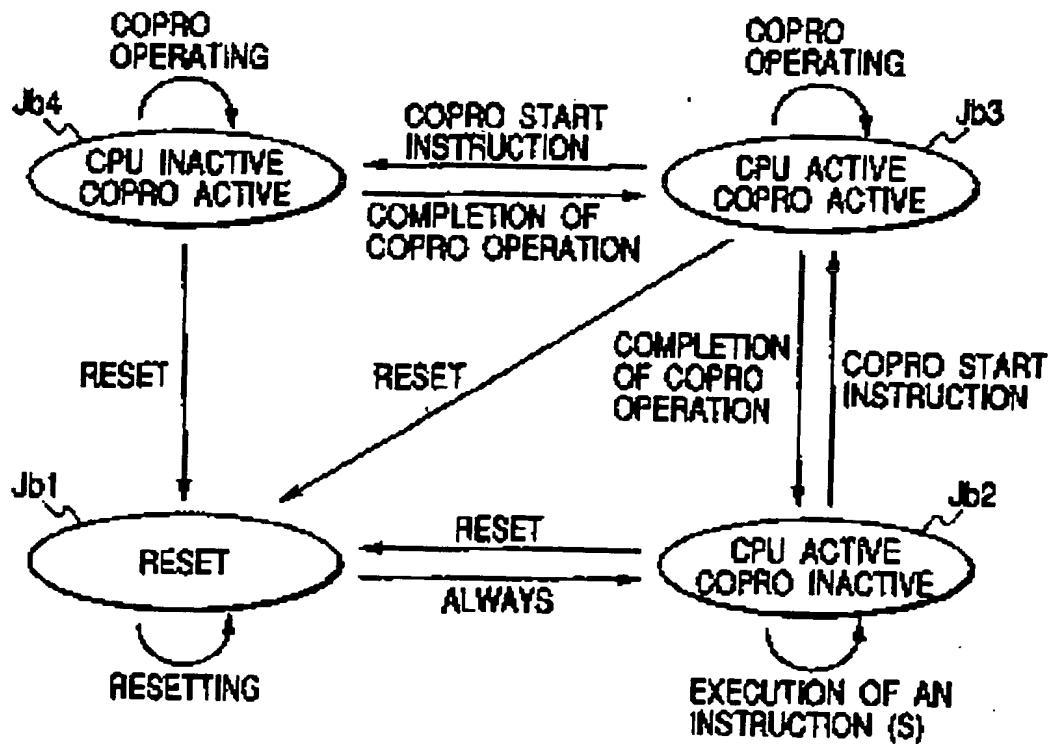 COPRO
OPERATING
COPRO
OPERATING
Jb4
COPRO START
INSTRUCTION
Jb3
CPU INACTIVE
COPRO ACTIVE
CPU ACTIVE
COPRO ACTIVE
COMPLETION OF
COPRO OPERATION
RESET
RESET
COMPLETION
OF COPRO
OPERATION
COPRO START
INSTRUCTION
Jb1
Jb2
RESET
RESET
CPU ACTIVE
COPRO INACTIVE
ALWAYS
RESETTING
EXECUTION OF AN
INSTRUCTION (S)